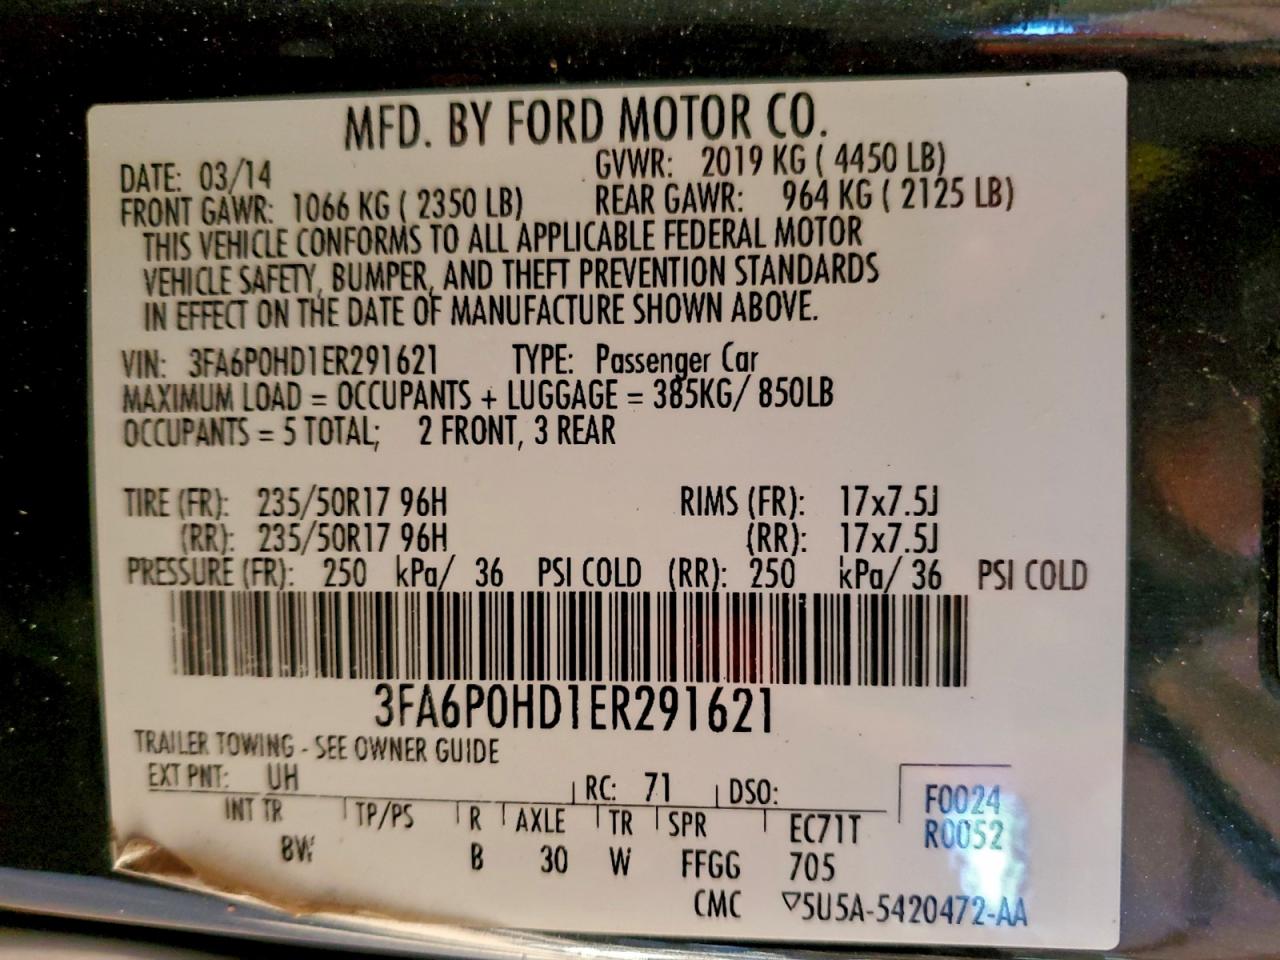 MFD. BY FORD MOTOR CO.
DATE: 03/14 GVWR: 2019 KG ( 4450 LB)
FRONT GAWR: 1066 KG ( 2350 LB) REAR GAWR: 964 KG ( 2125 LB)
THIS VEHICLE CONFORMS TO ALL APPLICABLE FEDERAL MOTOR
VEHICLE SAFETY, BUMPER, AND THEFT PREVENTION STANDARDS
IN EFFECT ON THE DATE OF MANUFACTURE SHOWN ABOVE.
VIN: 3FA6P0HD1ER291621 TYPE: Passenger Car
MAXIMUM LOAD = OCCUPANTS + LUGGAGE = 385KG/ 850LB
OCCUPANTS = 5 TOTAL; 2 FRONT, 3 REAR
TIRE (FR): 235/50R17 96H RIMS (FR): 17x7.5J
(RR): 235/50R17 96H (RR): 17x7.5J
PRESSURE (FR): 250 kPa/ 36 PSI COLD (RR): 250 kPa/ 36 PSI COLD
3FA6P0HD1ER291621
TRAILER TOWING - SEE OWNER GUIDE
EXT PNT: UH RC: 71 DSO: F0024
INT TR TP/PS R AXLE TR SPR EC71T R0052
8W B 30 W FFGG 705
CMC ▽5U5A-5420472-AA